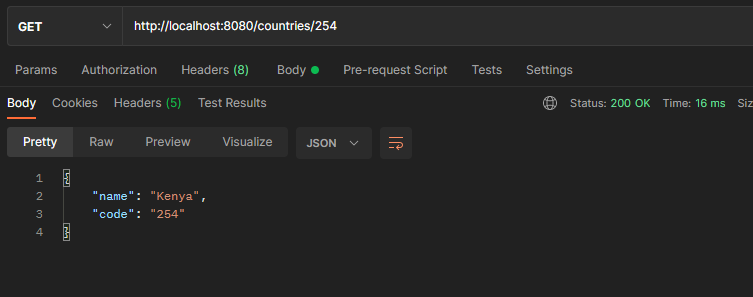 GET http://localhost:8080/countries/254
Params Authorization Headers (8) Body Pre-request Script Tests Settings
Body Cookies Headers (5) Test Results Status: 200 OK Time: 16 ms Siz
Pretty Raw Preview Visualize JSON
1 {
2 "name": "Kenya",
3 "code": "254"
4 }